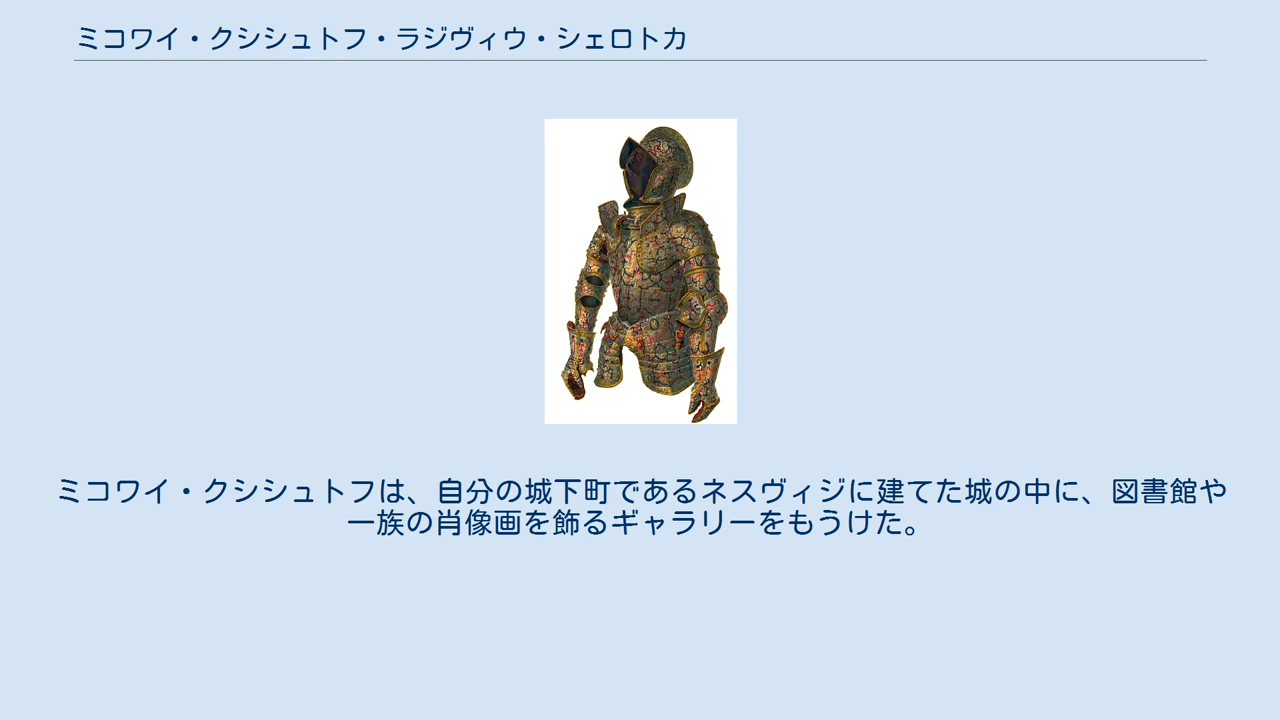 ミコワイ・クシシュトフ・ラジヴィウ・シェロトカ
ミコワイ・クシシュトフは、自分の城下町であるネスヴィジに建てた城の中に、図書館や
一族の肖像画を飾るギャラリーをもうけた。